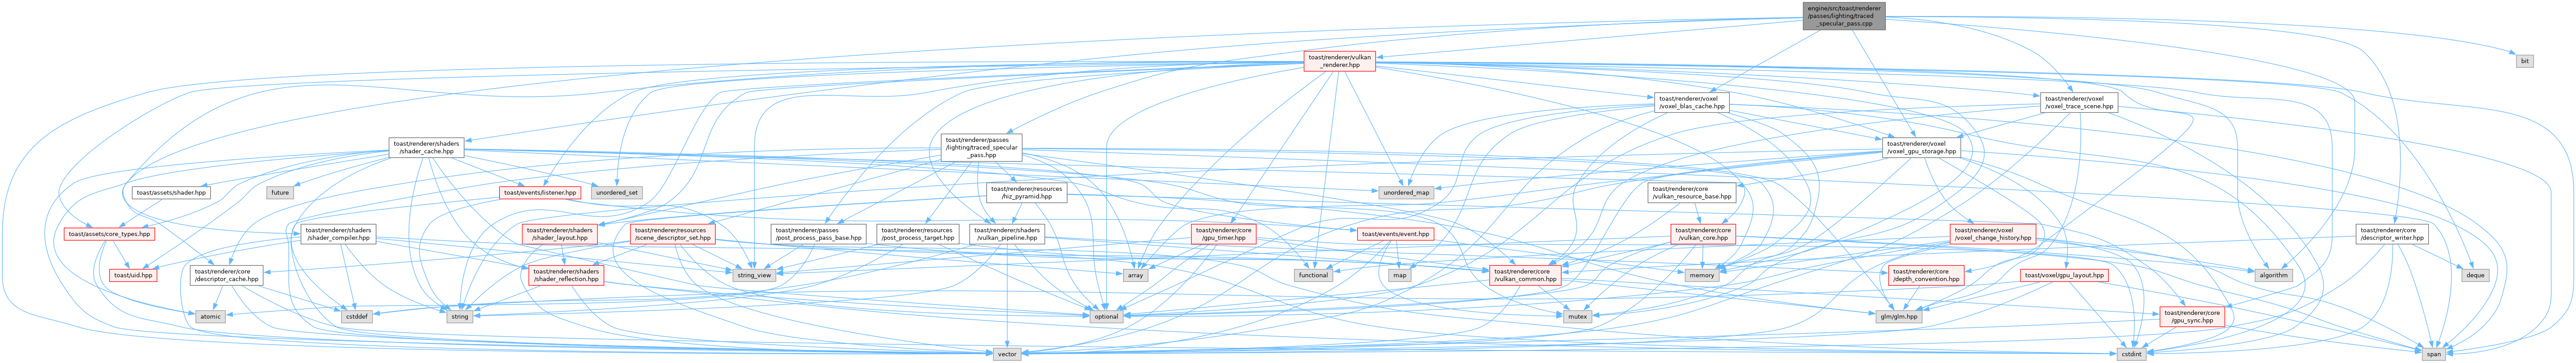 engine/src/toast/renderer
/passes/lighting/traced
_specular_pass.cpp
toast/renderer/vulkan
_renderer.hpp
bit
toast/renderer/voxel
/voxel_blas_cache.hpp
toast/renderer/voxel
/voxel_trace_scene.hpp
toast/renderer/shaders
/shader_cache.hpp
toast/renderer/passes
/lighting/traced_specular
_pass.hpp
toast/renderer/voxel
/voxel_gpu_storage.hpp
toast/assets/shader.hpp
future
toast/events/listener.hpp
unordered_set
toast/renderer/resources
/hiz_pyramid.hpp
unordered_map
toast/renderer/core
/vulkan_resource_base.hpp
toast/assets/core_types.hpp
toast/renderer/shaders
/shader_compiler.hpp
toast/renderer/shaders
/shader_layout.hpp
toast/renderer/resources
/scene_descriptor_set.hpp
toast/renderer/passes
/post_process_pass_base.hpp
toast/renderer/resources
/post_process_target.hpp
toast/renderer/shaders
/vulkan_pipeline.hpp
toast/renderer/core
/gpu_timer.hpp
toast/events/event.hpp
toast/renderer/core
/vulkan_core.hpp
toast/renderer/voxel
/voxel_change_history.hpp
toast/renderer/core
/descriptor_writer.hpp
toast/uid.hpp
toast/renderer/core
/descriptor_cache.hpp
toast/renderer/shaders
/shader_reflection.hpp
string_view
array
functional
map
toast/renderer/core
/vulkan_common.hpp
memory
toast/renderer/core
/depth_convention.hpp
toast/voxel/gpu_layout.hpp
algorithm
deque
atomic
cstddef
string
optional
mutex
glm/glm.hpp
toast/renderer/core
/gpu_sync.hpp
vector
cstdint
span